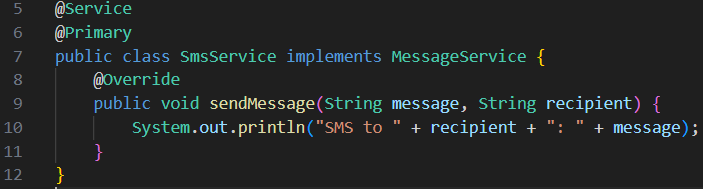 5 @Service
6 @Primary
7 public class SmsService implements MessageService {
8     @Override
9     public void sendMessage(String message, String recipient) {
10         System.out.println("SMS to " + recipient + ": " + message);
11     }
12 }